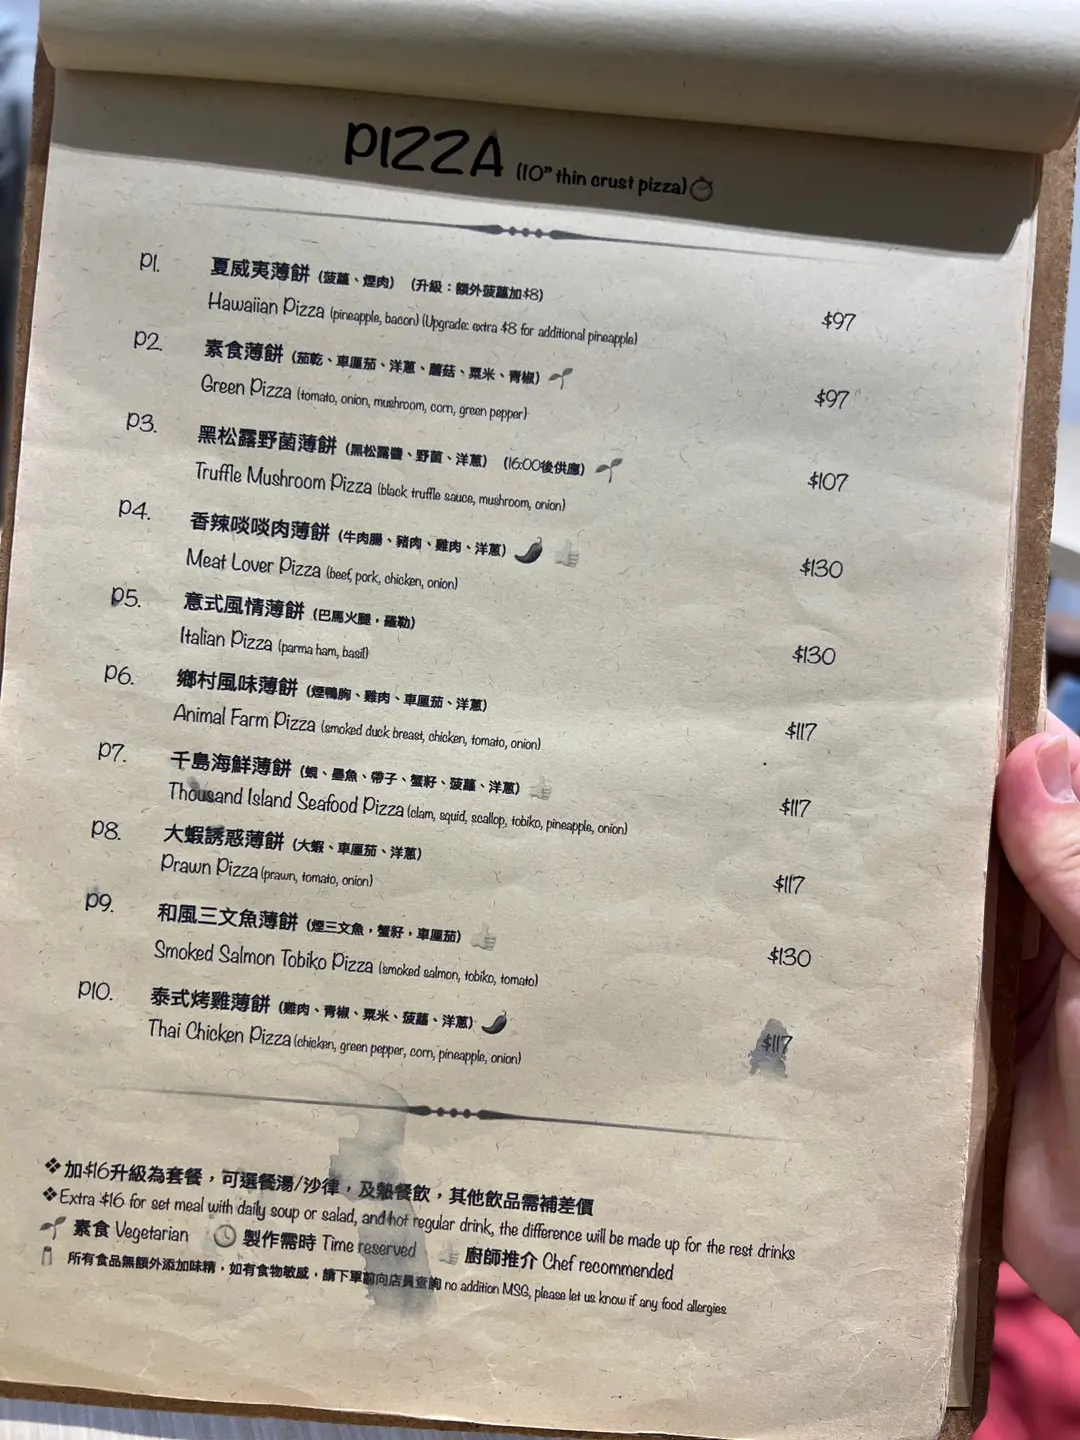 PIZZA (10" thin crust pizza)
P1. 夏威夷薄餅 (菠蘿、煙肉) (升級：額外菠蘿加$8)
Hawaiian Pizza (pineapple, bacon) (Upgrade: extra $8 for additional pineapple) $97
P2. 素食薄餅 (茄乾、車厘茄、洋蔥、蘑菇、粟米、青椒)
Green Pizza (tomato, onion, mushroom, corn, green pepper) $97
P3. 黑松露野菌薄餅 (黑松露醬、野菌、洋蔥) (16:00後供應)
Truffle Mushroom Pizza (black truffle sauce, mushroom, onion) $107
P4. 香辣啖啖肉薄餅 (牛肉腸、豬肉、雞肉、洋蔥)
Meat Lover Pizza (beef, pork, chicken, onion) $130
P5. 意式風情薄餅 (巴馬火腿，羅勒)
Italian Pizza (parma ham, basil) $130
P6. 鄉村風味薄餅 (煙鴨胸、雞肉、車厘茄、洋蔥)
Animal Farm Pizza (smoked duck breast, chicken, tomato, onion) $117
P7. 千島海鮮薄餅 (蜆、墨魚、帶子、蟹籽、菠蘿、洋蔥)
Thousand Island Seafood Pizza (clam, squid, scallop, tobiko, pineapple, onion) $117
P8. 大蝦誘惑薄餅 (大蝦、車厘茄、洋蔥)
Prawn Pizza (prawn, tomato, onion) $117
P9. 和風三文魚薄餅 (煙三文魚，蟹籽，車厘茄)
Smoked Salmon Tobiko Pizza (smoked salmon, tobiko, tomato) $130
P10. 泰式烤雞薄餅 (雞肉、青椒、粟米、菠蘿、洋蔥)
Thai Chicken Pizza (chicken, green pepper, corn, pineapple, onion) $117
❖加$16升級為套餐，可選餐湯/沙律，及熱餐飲，其他飲品需補差價
❖Extra $16 for set meal with daily soup or salad, and hot regular drink, the difference will be made up for the rest drinks
素食 Vegetarian 製作需時 Time reserved 廚師推介 Chef recommended
所有食品無額外添加味精，如有食物敏感，請下單前向店員查詢 no addition MSG, please let us know if any food allergies